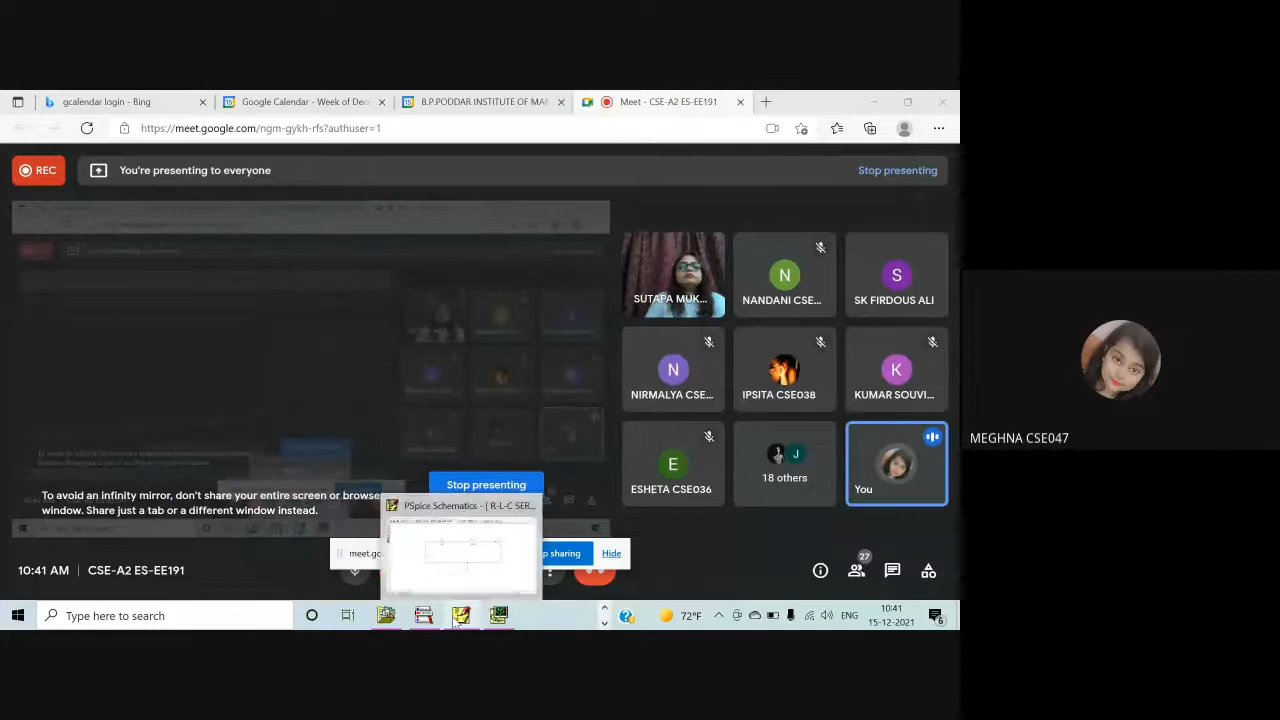 gcalendar login - Bing
Google Calendar - Week of Dec
B.P.PODDAR INSTITUTE OF MAN
Meet - CSE-A2 ES-EE191
https://meet.google.com/ngm-gykh-rfs?authuser=1
REC
You're presenting to everyone
Stop presenting
SUTAPA MUK...
NANDANI CSE...
SK FIRDOUS ALI
N
S
NIRMALYA CSE...
IPSITA CSE038
KUMAR SOUVI...
N
K
ESHETA CSE036
18 others
You
E
J
MEGHNA CSE047
To avoid an infinity mirror, don't share your entire screen or browse
window. Share just a tab or a different window instead.
Stop presenting
PSpice Schematics - [ R-L-C SER...
meet.go
p sharing
Hide
10:41 AM
CSE-A2 ES-EE191
27
Type here to search
72°F
ENG
10:41
15-12-2021
6